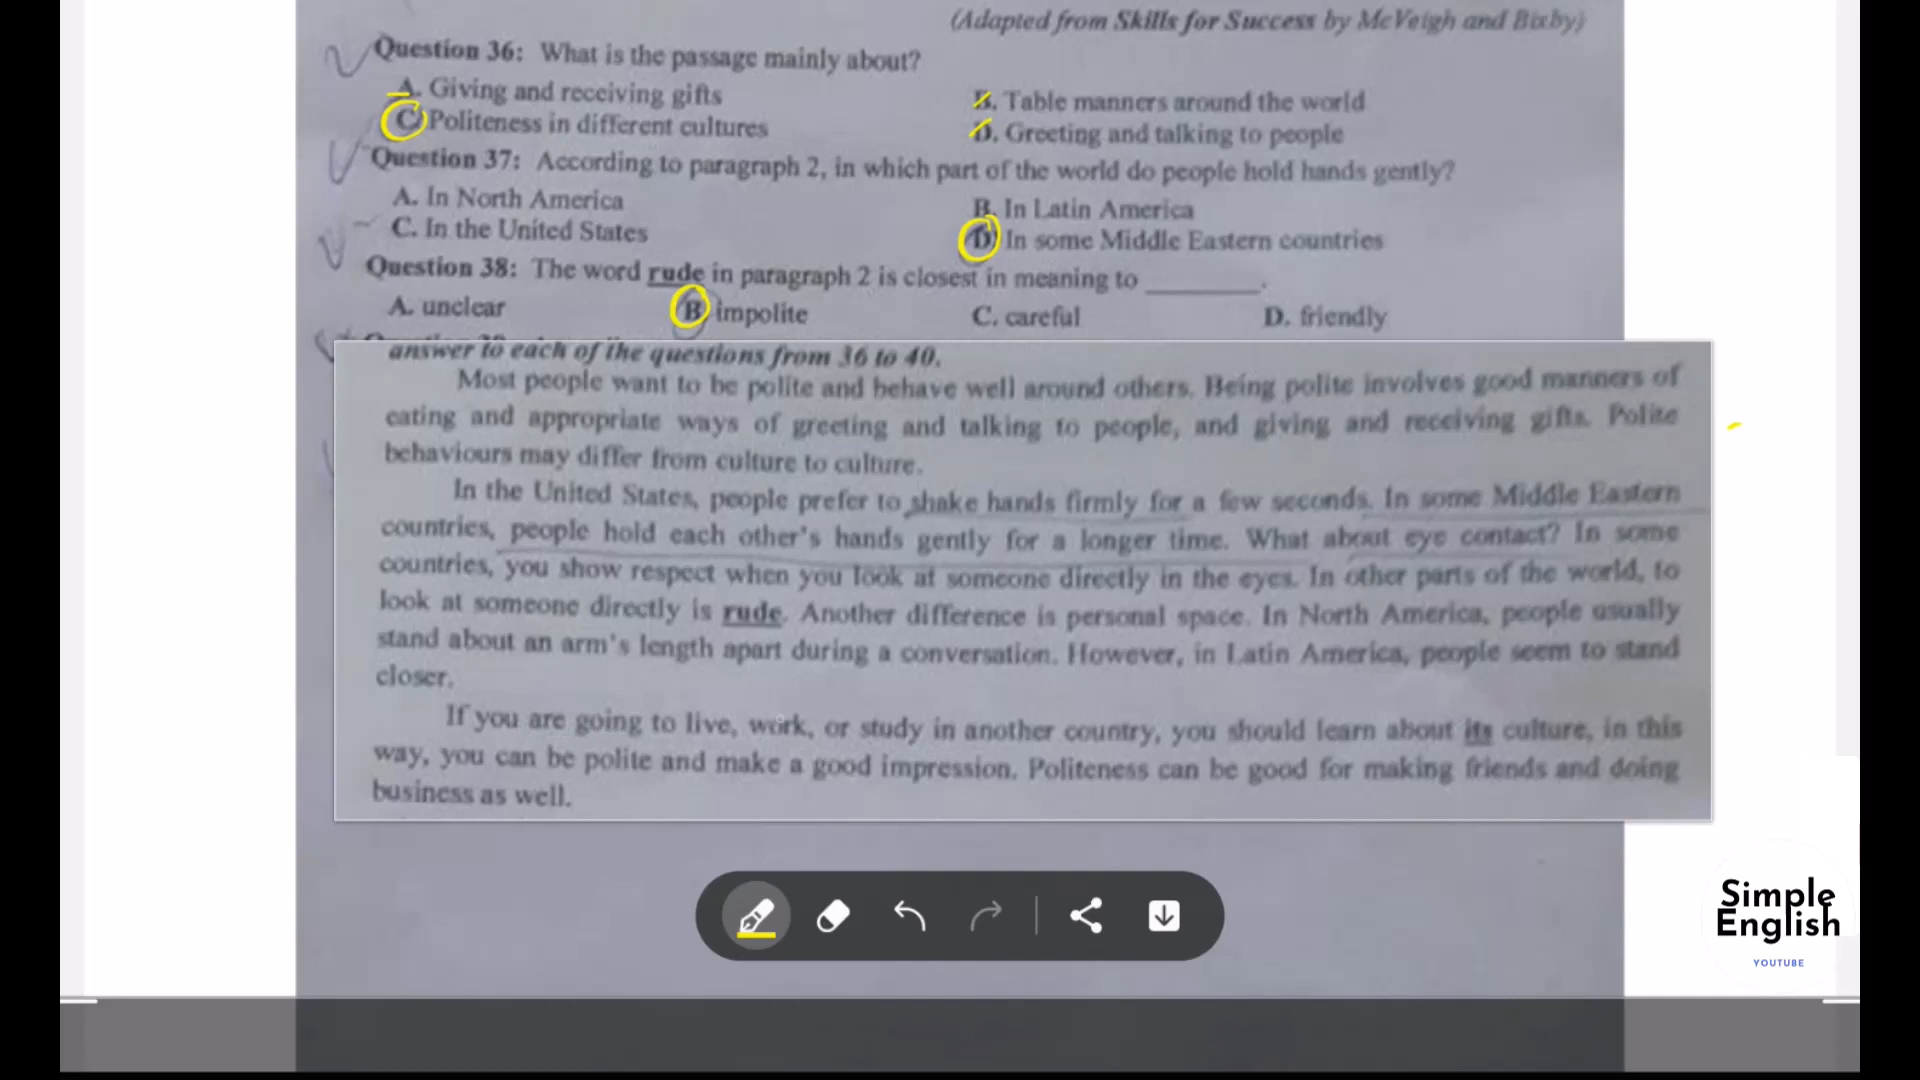 (Adapted from Skills for Success by McVeigh and Bixby)
Question 36: What is the passage mainly about?
A. Giving and receiving gifts
B. Table manners around the world
C. Politeness in different cultures
D. Greeting and talking to people
Question 37: According to paragraph 2, in which part of the world do people hold hands gently?
A. In North America
B. In Latin America
C. In the United States
D. In some Middle Eastern countries
Question 38: The word rude in paragraph 2 is closest in meaning to ________.
A. unclear B. impolite C. careful D. friendly
answer to each of the questions from 36 to 40.
Most people want to be polite and behave well around others. Being polite involves good manners of
eating and appropriate ways of greeting and talking to people, and giving and receiving gifts. Polite
behaviours may differ from culture to culture.
In the United States, people prefer to shake hands firmly for a few seconds. In some Middle Eastern
countries, people hold each other's hands gently for a longer time. What about eye contact? In some
countries, you show respect when you look at someone directly in the eyes. In other parts of the world, to
look at someone directly is rude. Another difference is personal space. In North America, people usually
stand about an arm's length apart during a conversation. However, in Latin America, people seem to stand
closer.
If you are going to live, work, or study in another country, you should learn about its culture, in this
way, you can be polite and make a good impression. Politeness can be good for making friends and doing
business as well.
Simple
English
YOUTUBE